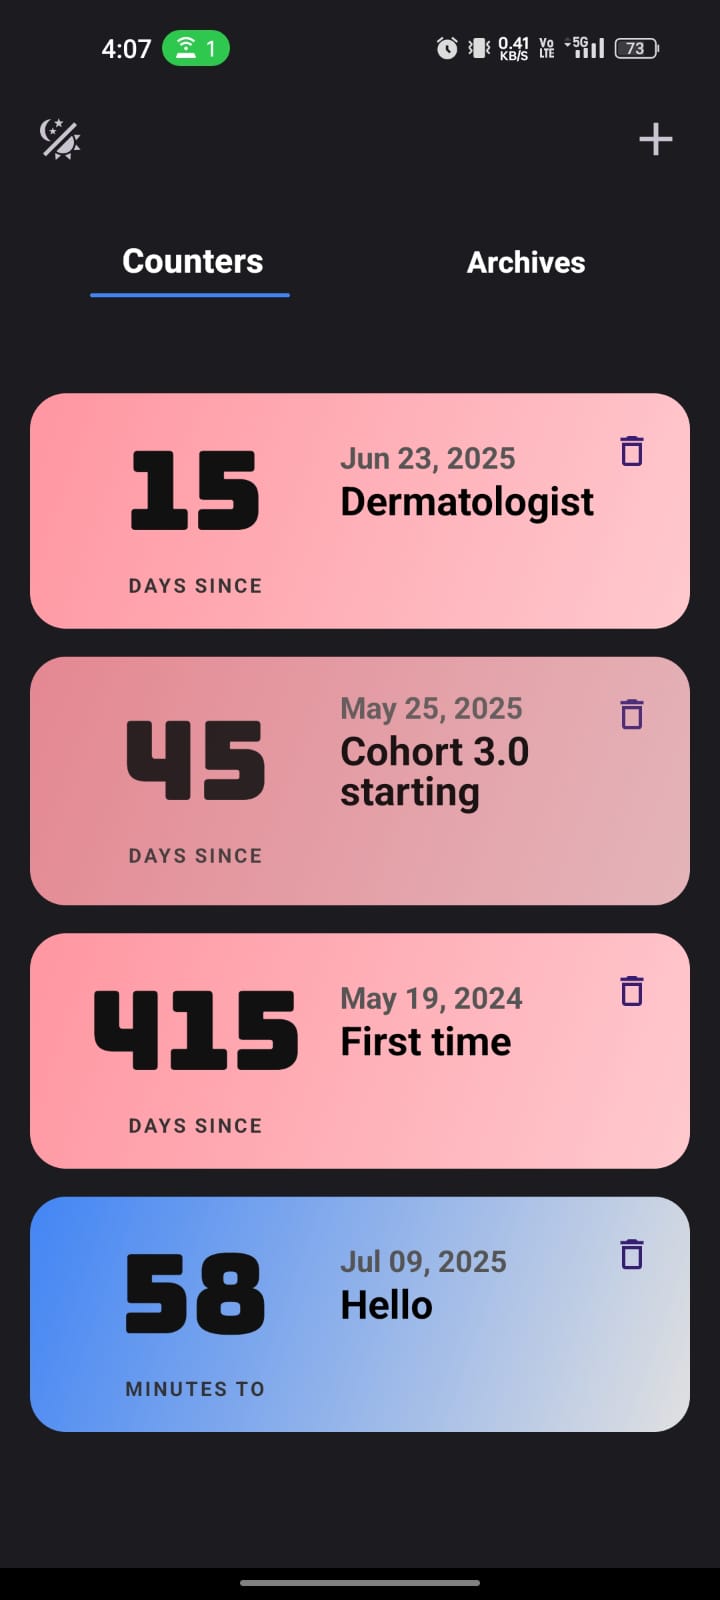 4:07 1 0.41 KB/S Vo LTE 5G 73
Counters Archives
15
DAYS SINCE
Jun 23, 2025
Dermatologist
45
DAYS SINCE
May 25, 2025
Cohort 3.0
starting
415
DAYS SINCE
May 19, 2024
First time
58
MINUTES TO
Jul 09, 2025
Hello